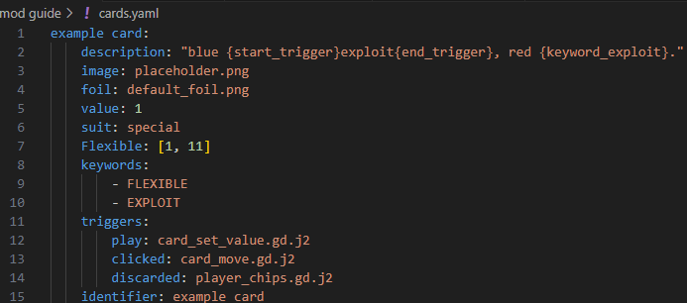 mod guide > ! cards.yaml
1 example card:
2 description: "blue {start_trigger}exploit{end_trigger}, red {keyword_exploit}."
3 image: placeholder.png
4 foil: default_foil.png
5 value: 1
6 suit: special
7 Flexible: [1, 11]
8 keywords:
9 - FLEXIBLE
10 - EXPLOIT
11 triggers:
12 play: card_set_value.gd.j2
13 clicked: card_move.gd.j2
14 discarded: player_chips.gd.j2
15 identifier: example card